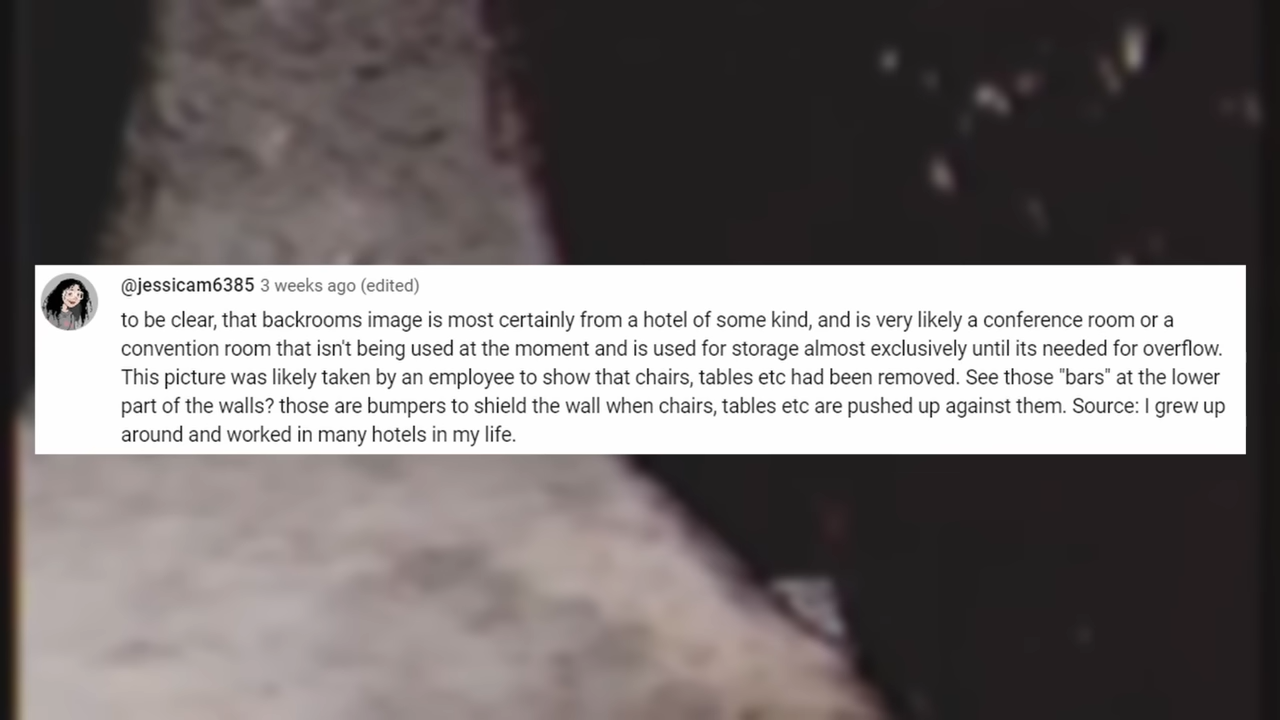 @jessicam6385 3 weeks ago (edited)
to be clear, that backrooms image is most certainly from a hotel of some kind, and is very likely a conference room or a
convention room that isn't being used at the moment and is used for storage almost exclusively until its needed for overflow.
This picture was likely taken by an employee to show that chairs, tables etc had been removed. See those "bars" at the lower
part of the walls? those are bumpers to shield the wall when chairs, tables etc are pushed up against them. Source: I grew up
around and worked in many hotels in my life.